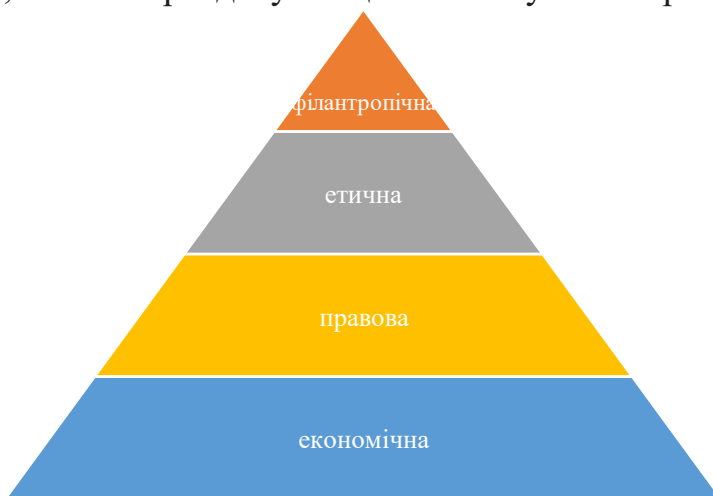 філантропічна
етична
правова
економічна